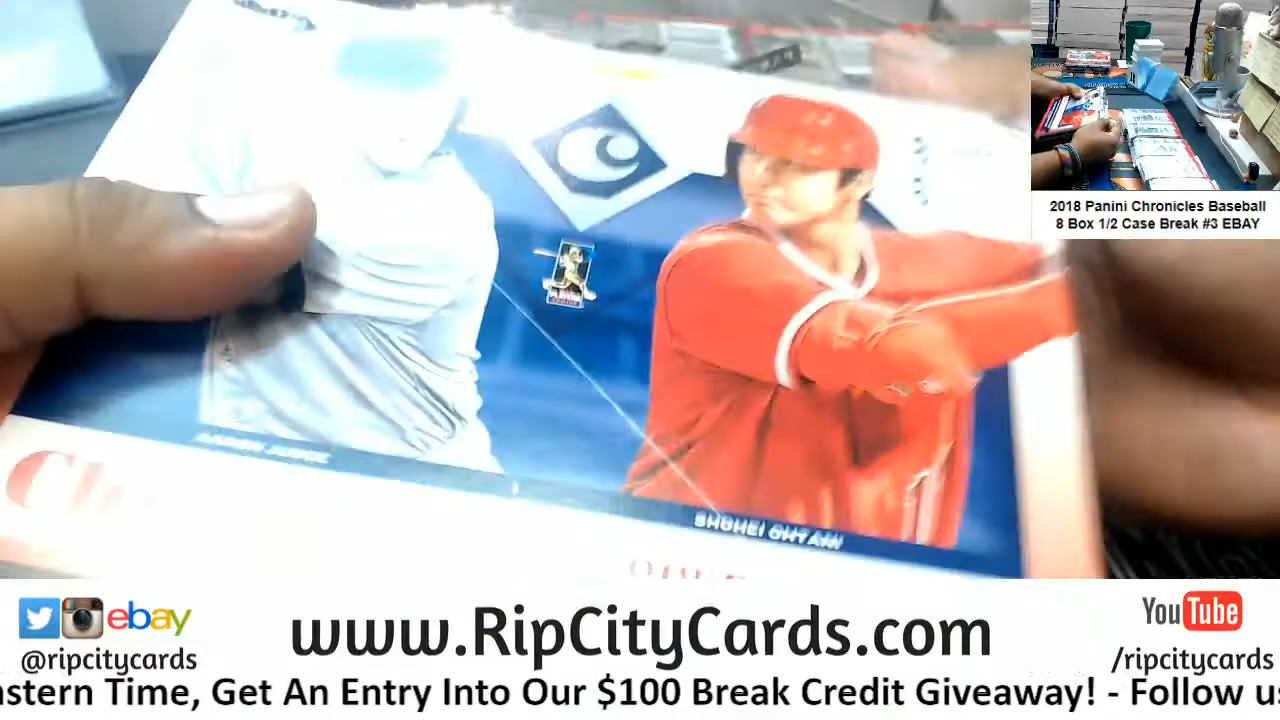 SHOHEI OHTANI
2018 Panini Chronicles Baseball
8 Box 1/2 Case Break #3 EBAY
ebay
@ripcitycards
www.RipCityCards.com
YouTube
/ripcitycards
astern Time, Get An Entry Into Our $100 Break Credit Giveaway! - Follow us